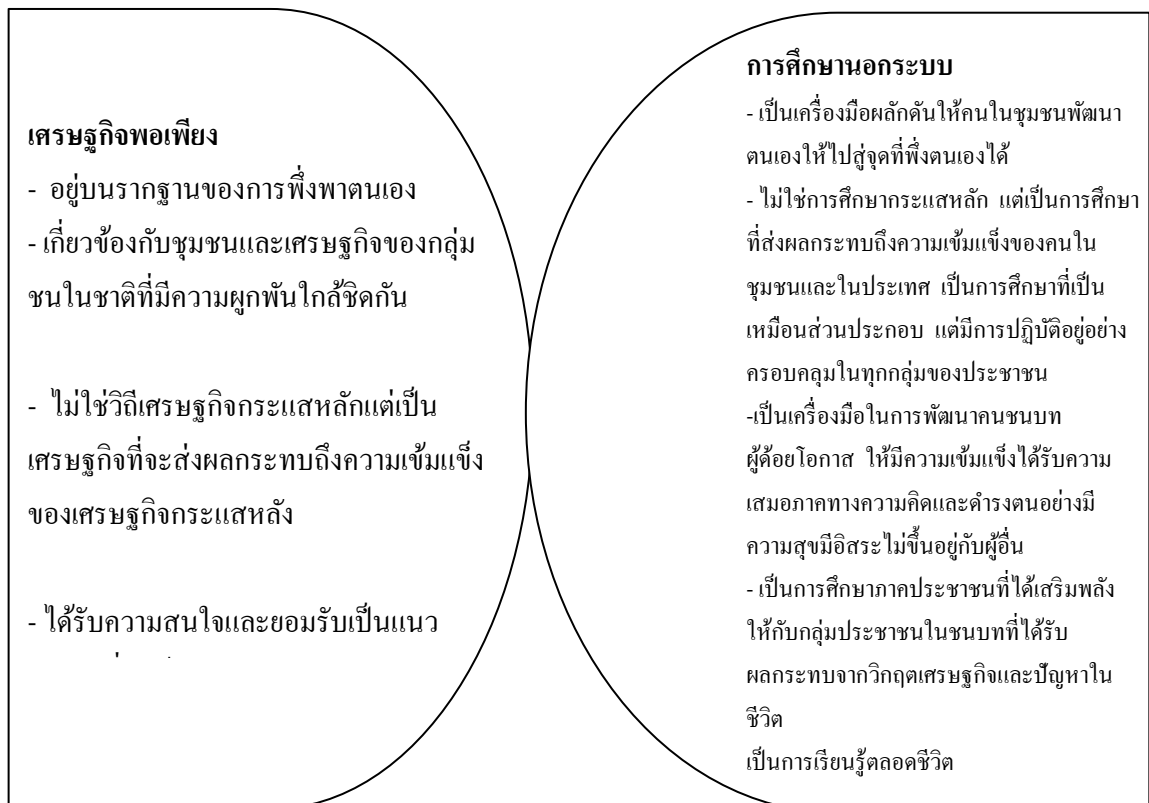 เศรษฐกิจพอเพียง
- อยู่บนรากฐานของการพึ่งพาตนเอง
- เกี่ยวข้องกับชุมชนและเศรษฐกิจของกลุ่ม
ชนในชาติที่มีความผูกพันใกล้ชิดกัน
- ไม่ใช่วิถีเศรษฐกิจกระแสหลักแต่เป็น
เศรษฐกิจที่จะส่งผลกระทบถึงความเข้มแข็ง
ของเศรษฐกิจกระแสหลัง
- ได้รับความสนใจและยอมรับเป็นแนว
การศึกษานอกระบบ
- เป็นเครื่องมือผลักดันให้คนในชุมชนพัฒนา
ตนเองให้ไปสู่จุดที่พึ่งตนเองได้
- ไม่ใช่การศึกษากระแสหลัก แต่เป็นการศึกษา
ที่ส่งผลกระทบถึงความเข้มแข็งของคนใน
ชุมชนและในประเทศ เป็นการศึกษาที่เป็น
เหมือนส่วนประกอบ แต่มีการปฏิบัติอยู่อย่าง
ครอบคลุมในทุกกลุ่มของประชาชน
-เป็นเครื่องมือในการพัฒนาคนชนบท
ผู้ด้อยโอกาส ให้มีความเข้มแข็งได้รับความ
เสมอภาคทางความคิดและดำรงตนอย่างมี
ความสุขมีอิสระไม่ขึ้นอยู่กับผู้อื่น
- เป็นการศึกษาภาคประชาชนที่ได้เสริมพลัง
ให้กับกลุ่มประชาชนในชนบทที่ได้รับ
ผลกระทบจากวิกฤตเศรษฐกิจและปัญหาใน
ชีวิต
เป็นการเรียนรู้ตลอดชีวิต